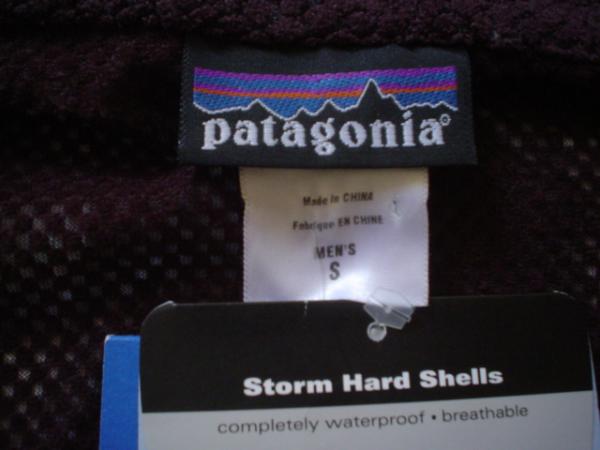 patagonia®
Made in CHINA
Fabriqué EN CHINE
MEN'S
S
Storm Hard Shells
completely waterproof • breathable